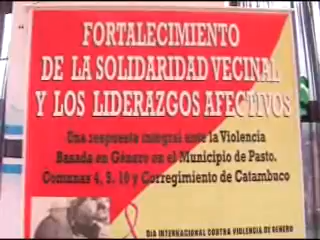 FORTALECIMIENTO
DE LA SOLIDARIDAD VECINAL
Y LOS LIDERAZGOS AFECTIVOS
Una respuesta integral ante la Violencia
Basada en Género en el Municipio de Pasto,
Comunas 4, 5, 10 y Corregimiento de Catambuco
DIA INTERNACIONAL CONTRA VIOLENCIA DE GENERO